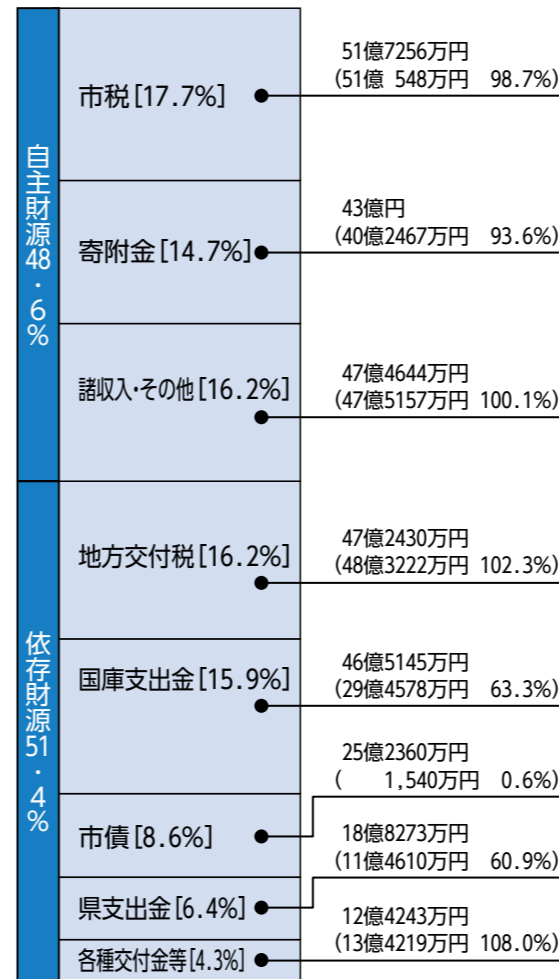 自主財源48.6%
市税[17.7%]
51億7256万円
(51億 548万円 98.7%)
寄附金[14.7%]
43億円
(40億2467万円 93.6%)
諸収入・その他[16.2%]
47億4644万円
(47億5157万円 100.1%)
依存財源51.4%
地方交付税[16.2%]
47億2430万円
(48億3222万円 102.3%)
国庫支出金[15.9%]
46億5145万円
(29億4578万円 63.3%)
市債[8.6%]
25億2360万円
( 1,540万円 0.6%)
県支出金[6.4%]
18億8273万円
(11億4610万円 60.9%)
各種交付金等[4.3%]
12億4243万円
(13億4219万円 108.0%)